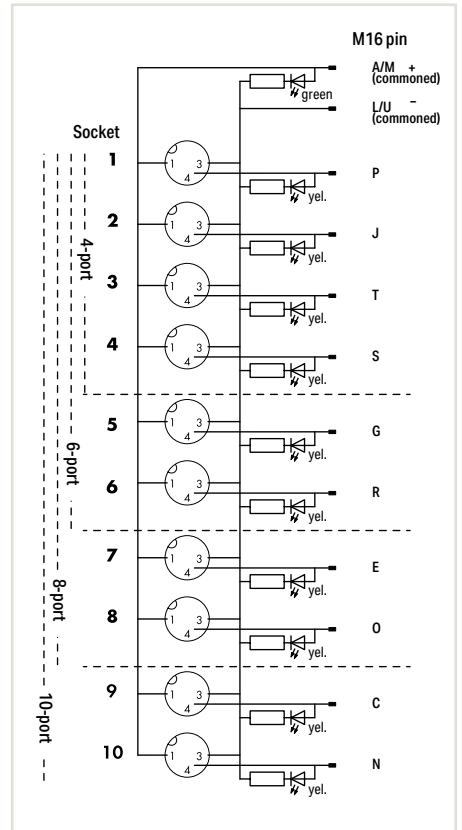 M16 pin
A/M +
(commoned)
green
L/U –
(commoned)
Socket
1
1 3
4
P
yel.
2
1 3
4
J
yel.
4-port
3
1 3
4
T
yel.
4
1 3
4
S
yel.
5
1 3
4
G
yel.
6-port
6
1 3
4
R
yel.
7
1 3
4
E
yel.
8-port
8
1 3
4
O
yel.
9
1 3
4
C
yel.
10-port
10
1 3
4
N
yel.